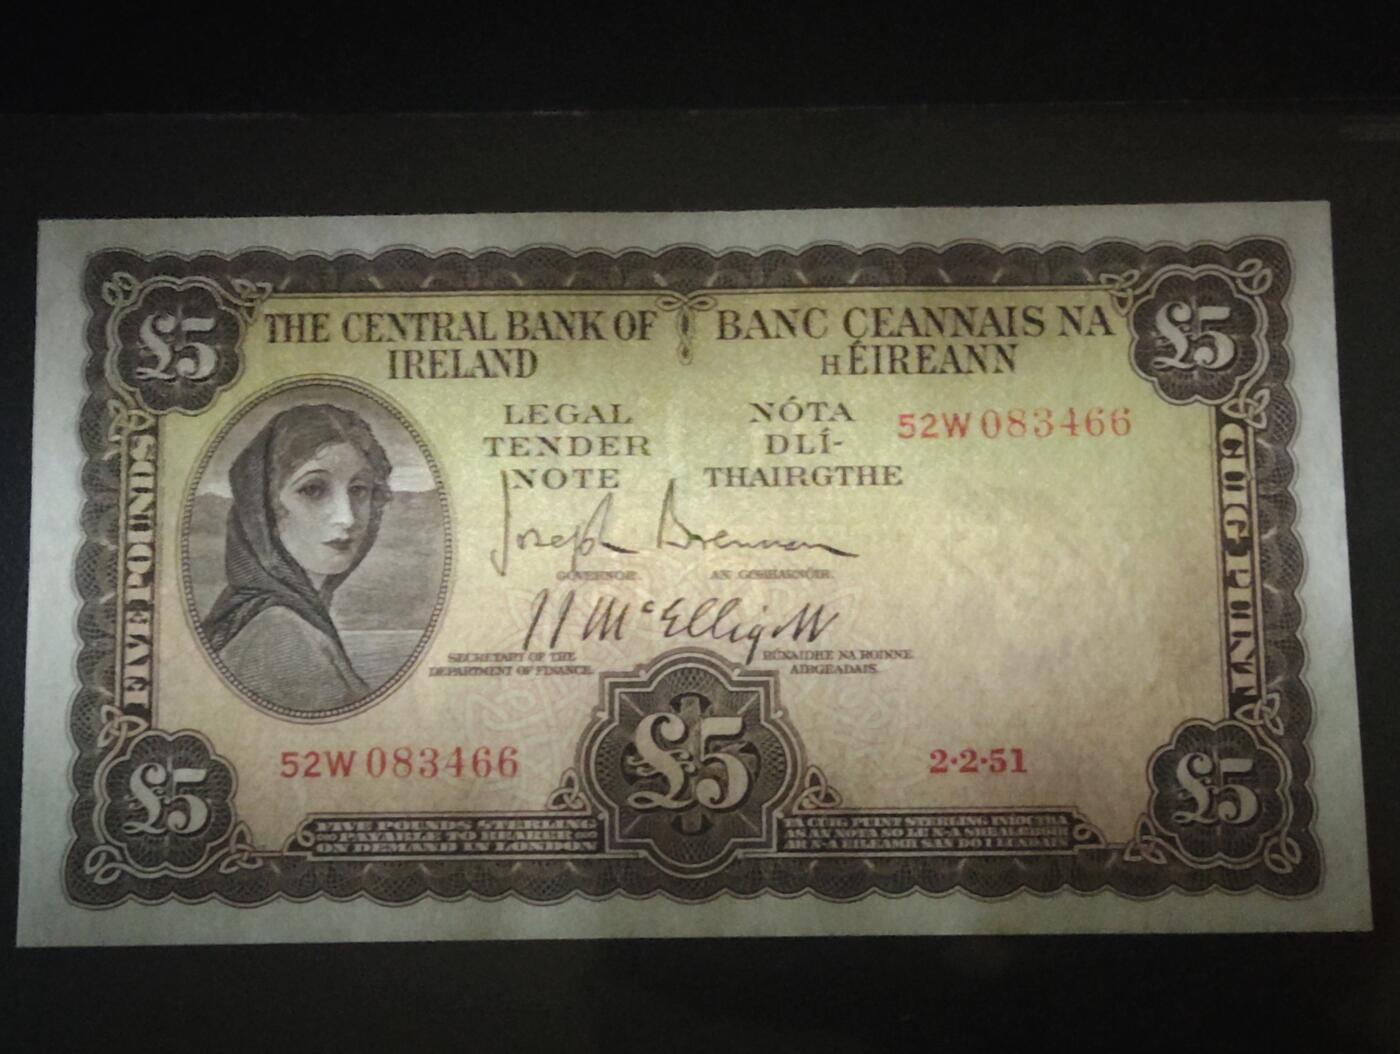 £5
£5
THE CENTRAL BANK OF
IRELAND
BANC CEANNAIS NA
hÉIREANN
LEGAL
TENDER
NOTE
NÓTA
DLÍ-
THAIRGTHE
52W 083466
Joseph Brennan
GOVERNOR.
AN GOBHARNÓIR.
J J McElligott
SECRETARY OF THE
DEPARTMENT OF FINANCE.
RÚNAIDHE NA ROINNE
AIRGEADAIS.
FIVE POUNDS
CÚIG PUINT
52W 083466
2·2·51
£5
£5
£5
FIVE POUNDS STERLING
PAYABLE TO BEARER
ON DEMAND IN LONDON